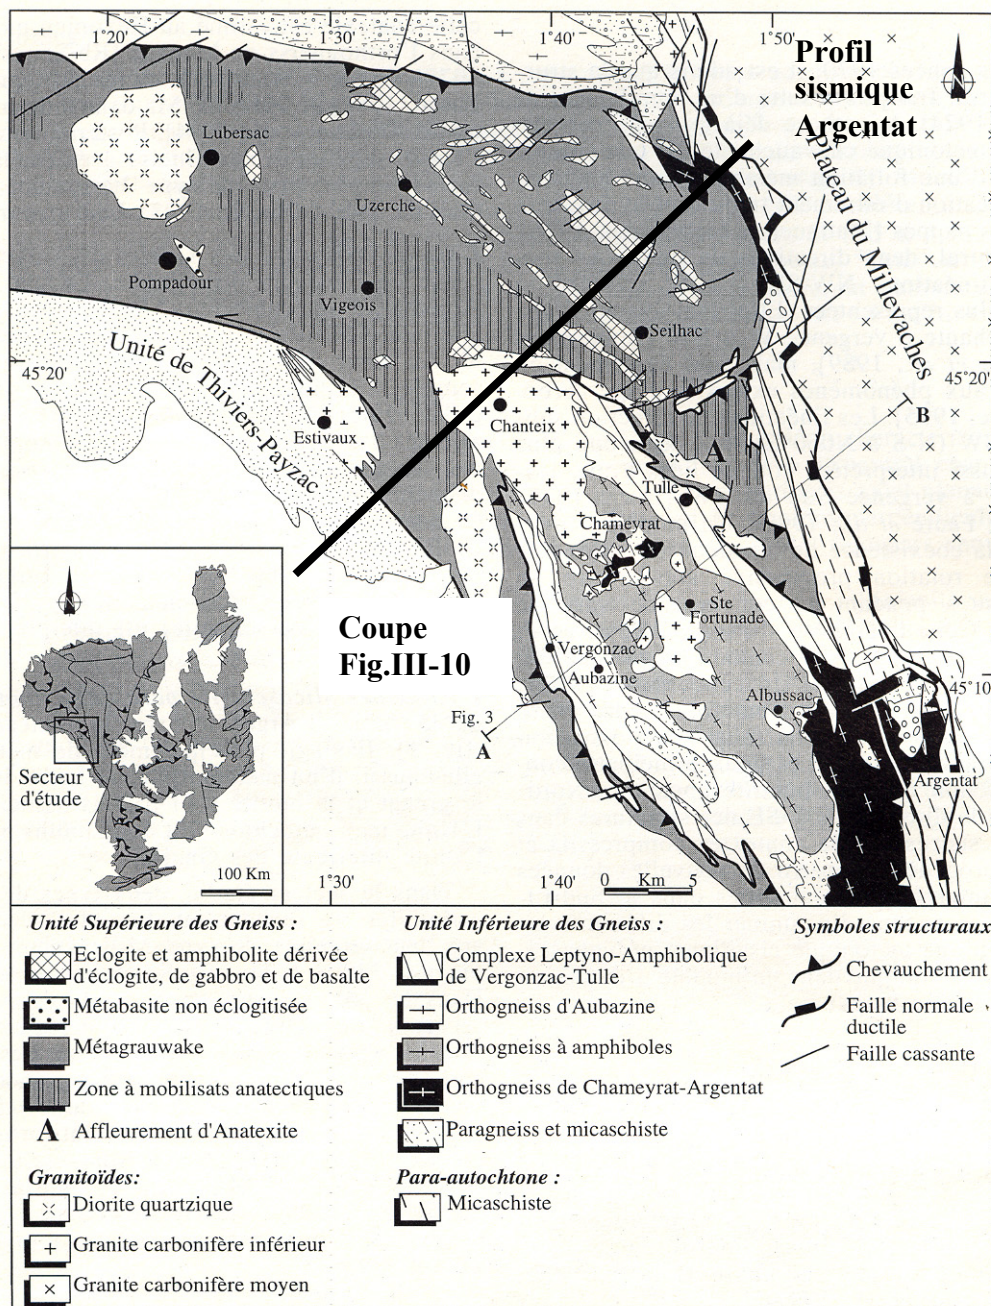 1°20'
1°30'
1°40'
1°50'
Profil
sismique
Argentat
N
Lubersac
Plateau du Millevaches
Uzerche
Pompadour
Vigeois
Seilhac
Unité de Thiviers-Payzac
45°20'
45°20'
B
Chanteix
Estivaux
A
Tulle
Chameyrat
N
Ste
Fortunade
Coupe
Fig.III-10
Vergonzac
Aubazine
45°10'
Albussac
Fig. 3
A
Secteur
d'étude
Argentat
100 Km
1°30'
1°40'
0 Km 5
Unité Supérieure des Gneiss :
Eclogite et amphibolite dérivée
d'éclogite, de gabbro et de basalte
Métabasite non éclogitisée
Métagrauwake
Zone à mobilisats anatectiques
A Affleurement d'Anatexite
Granitoïdes:
Diorite quartzique
Granite carbonifère inférieur
Granite carbonifère moyen
Unité Inférieure des Gneiss :
Complexe Leptyno-Amphibolique
de Vergonzac-Tulle
Orthogneiss d'Aubazine
Orthogneiss à amphiboles
Orthogneiss de Chameyrat-Argentat
Paragneiss et micaschiste
Para-autochtone :
Micaschiste
Symboles structuraux
Chevauchement
Faille normale
ductile
Faille cassante